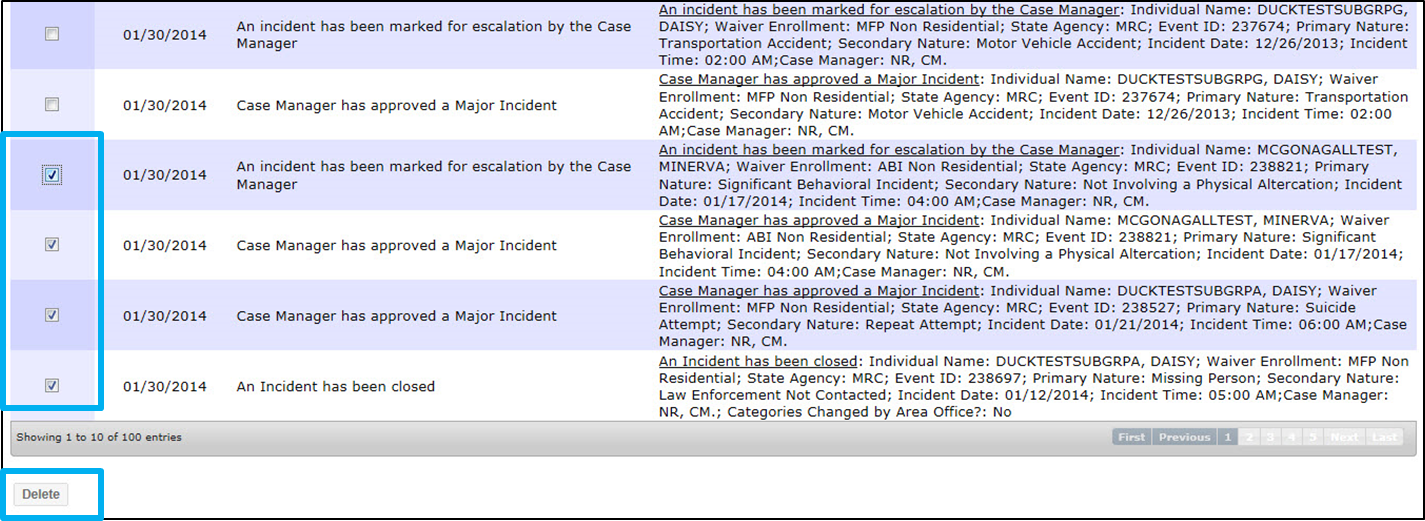 An incident has been marked for escalation by the Case Manager: Individual Name: DUCKTESTSUBGRPG,
01/30/2014 An incident has been marked for escalation by the Case
Manager
DAISY; Waiver Enrollment: MFP Non Residential; State Agency: MRC; Event ID: 237674; Primary Nature:
Transportation Accident; Secondary Nature: Motor Vehicle Accident; Incident Date: 12/26/2013; Incident
Time: 02:00 AM;Case Manager: NR, CM.
01/30/2014 Case Manager has approved a Major Incident
Case Manager has approved a Major Incident: Individual Name: DUCKTESTSUBGRPG, DAISY; Waiver
Enrollment: MFP Non Residential; State Agency: MRC; Event ID: 237674; Primary Nature: Transportation
Accident; Secondary Nature: Motor Vehicle Accident; Incident Date: 12/26/2013; Incident Time: 02:00
AM;Case Manager: NR, CM.
01/30/2014 An incident has been marked for escalation by the Case
Manager
An incident has been marked for escalation by the Case Manager: Individual Name: MCGONAGALLTEST,
MINERVA; Waiver Enrollment: ABI Non Residential; State Agency: MRC; Event ID: 238821; Primary
Nature: Significant Behavioral Incident; Secondary Nature: Not Involving a Physical Altercation; Incident
Date: 01/17/2014; Incident Time: 04:00 AM;Case Manager: NR, CM.
01/30/2014 Case Manager has approved a Major Incident
Case Manager has approved a Major Incident: Individual Name: MCGONAGALLTEST, MINERVA; Waiver
Enrollment: ABI Non Residential; State Agency: MRC; Event ID: 238821; Primary Nature: Significant
Behavioral Incident; Secondary Nature: Not Involving a Physical Altercation; Incident Date: 01/17/2014;
Incident Time: 04:00 AM;Case Manager: NR, CM.
01/30/2014 Case Manager has approved a Major Incident
Case Manager has approved a Major Incident: Individual Name: DUCKTESTSUBGRPA, DAISY; Waiver
Enrollment: MFP Non Residential; State Agency: MRC; Event ID: 238527; Primary Nature: Suicide
Attempt; Secondary Nature: Repeat Attempt; Incident Date: 01/21/2014; Incident Time: 06:00 AM;Case
Manager: NR, CM.
01/30/2014 An Incident has been closed
An Incident has been closed: Individual Name: DUCKTESTSUBGRPA, DAISY; Waiver Enrollment: MFP Non
Residential; State Agency: MRC; Event ID: 238697; Primary Nature: Missing Person; Secondary Nature:
Law Enforcement Not Contacted; Incident Date: 01/12/2014; Incident Time: 05:00 AM;Case Manager:
NR, CM.; Categories Changed by Area Office?: No
Showing 1 to 10 of 100 entries First Previous 1 2 3 4 5 Next Last
Delete